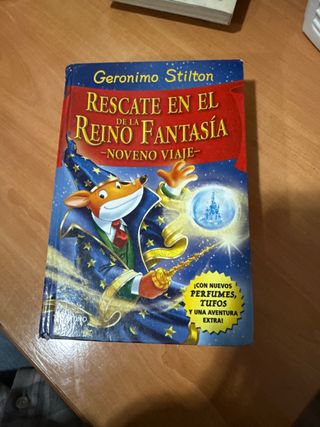 Geronimo Stilton
RESCATE EN EL
DE LA
REINO FANTASÍA
–NOVENO VIAJE–
¡CON NUEVOS
PERFUMES,
TUFOS
Y UNA AVENTURA
EXTRA!